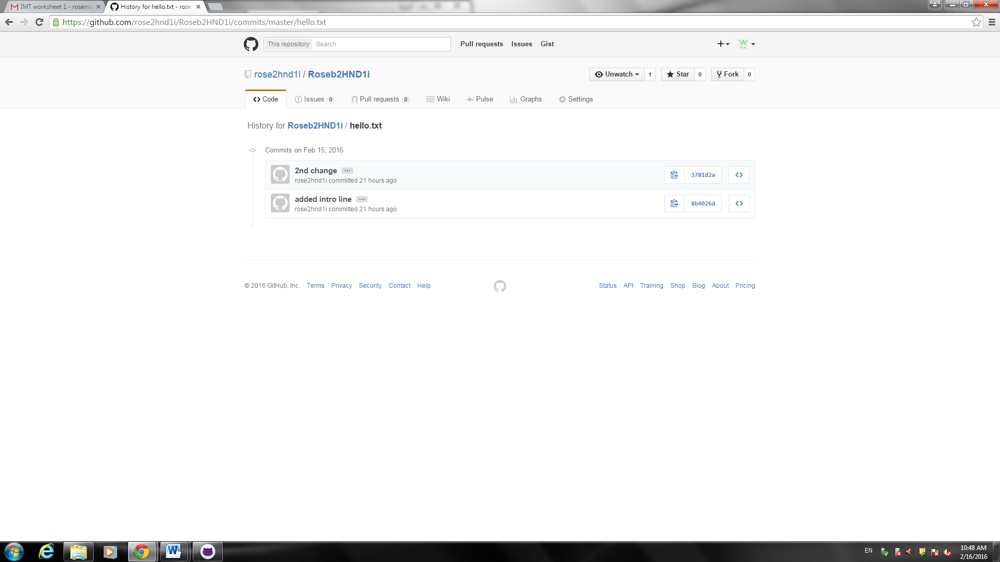 IMT worksheet 1 - rosema
History for hello.txt - rose
https://github.com/rose2hnd1i/Roseb2HND1i/commits/master/hello.txt
This repository Search Pull requests Issues Gist
rose2hnd1i / Roseb2HND1i Unwatch 1 Star 0 Fork 0
Code Issues 0 Pull requests 0 Wiki Pulse Graphs Settings
History for Roseb2HND1i / hello.txt
Commits on Feb 15, 2016
2nd change …
rose2hnd1i committed 21 hours ago
3781d2a
added intro line …
rose2hnd1i committed 21 hours ago
8b4026d
© 2016 GitHub, Inc. Terms Privacy Security Contact Help Status API Training Shop Blog About Pricing
EN
10:48 AM
2/16/2016